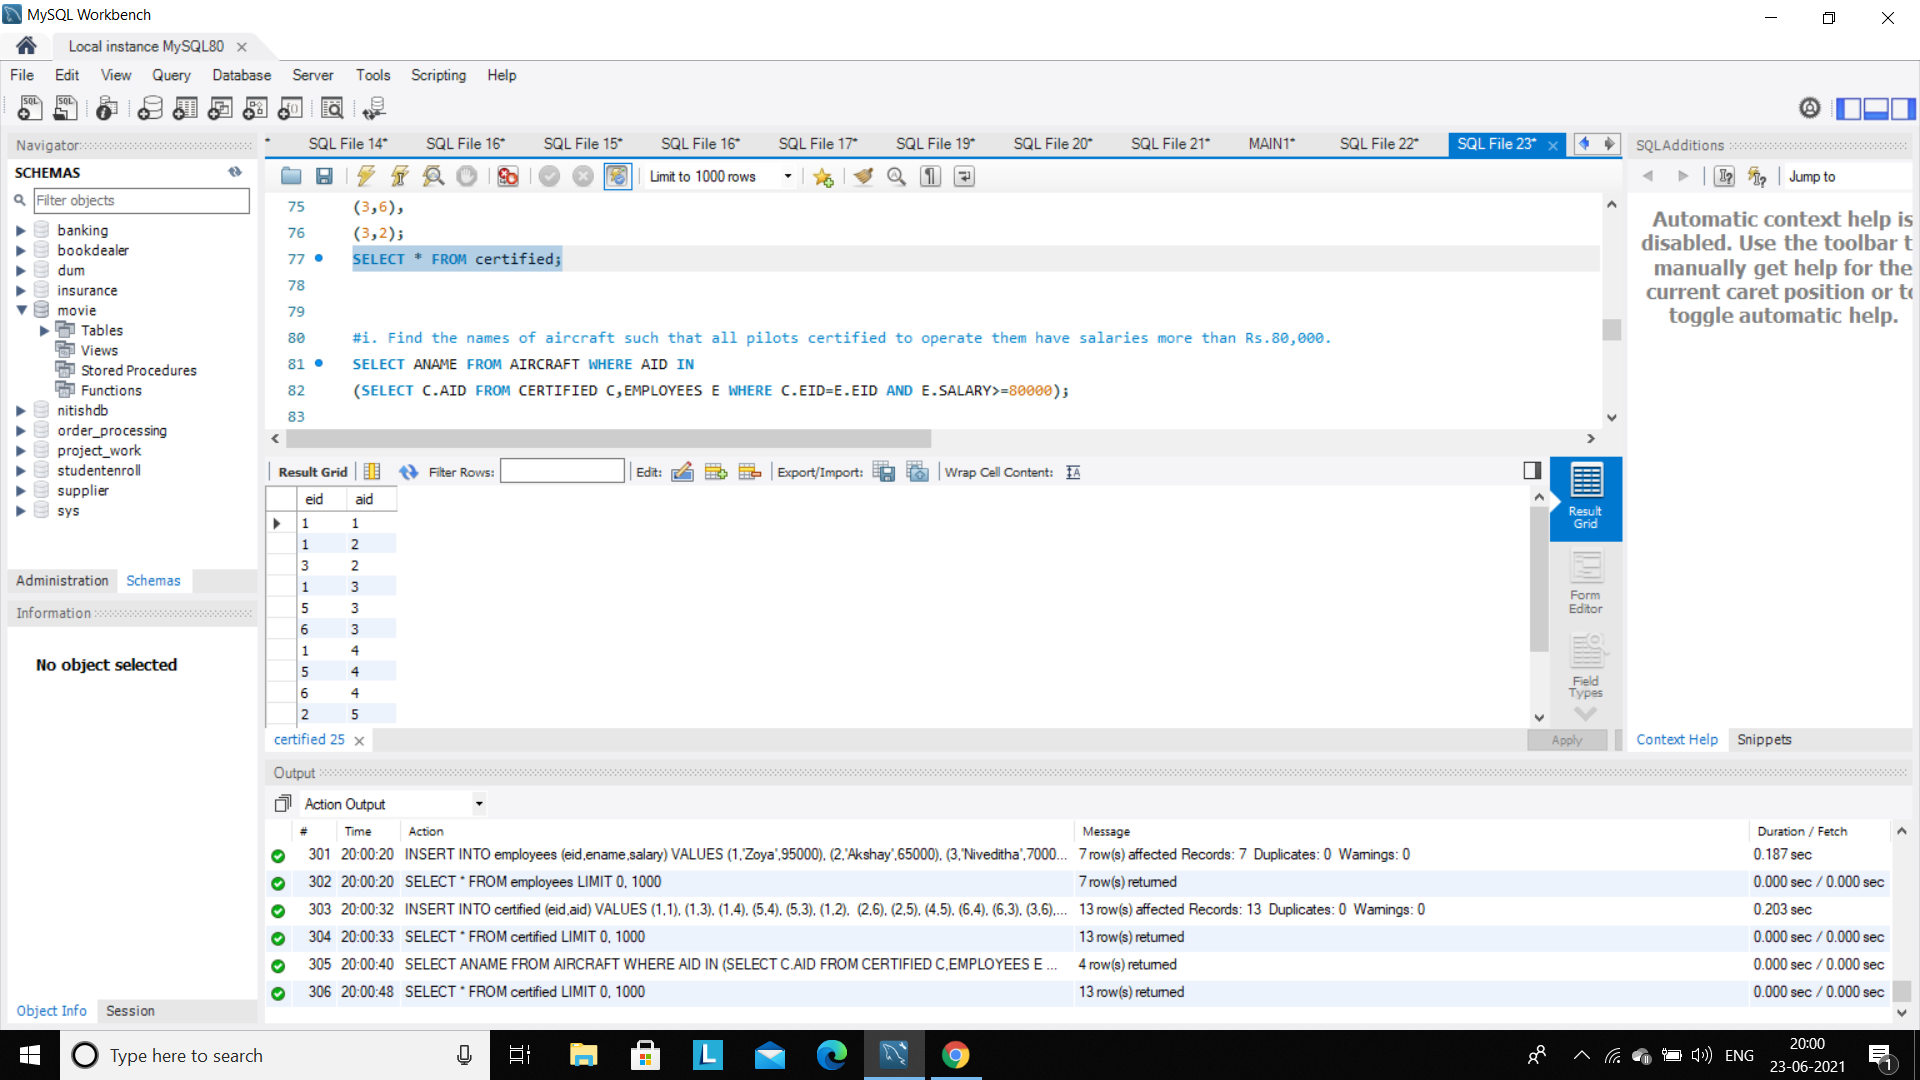 MySQL Workbench
Local instance MySQL80
File Edit View Query Database Server Tools Scripting Help
Navigator
SCHEMAS
Filter objects
banking
bookdealer
dum
insurance
movie
Tables
Views
Stored Procedures
Functions
nitishdb
order_processing
project_work
studentenroll
supplier
sys
Administration Schemas
Information
No object selected
Object Info Session
* SQL File 14* SQL File 16* SQL File 15* SQL File 16* SQL File 17* SQL File 19* SQL File 20* SQL File 21* MAIN1* SQL File 22* SQL File 23*
Limit to 1000 rows
75 (3,6),
76 (3,2);
77 SELECT * FROM certified;
78
79
80 #i. Find the names of aircraft such that all pilots certified to operate them have salaries more than Rs.80,000.
81 SELECT ANAME FROM AIRCRAFT WHERE AID IN
82 (SELECT C.AID FROM CERTIFIED C,EMPLOYEES E WHERE C.EID=E.EID AND E.SALARY>=80000);
83
Result Grid Filter Rows: Edit: Export/Import: Wrap Cell Content:
eid aid
1 1
1 2
3 2
1 3
5 3
6 3
1 4
5 4
6 4
2 5
Result Grid
Form Editor
Field Types
certified 25
Apply
SQLAdditions
Jump to
Automatic context help is
disabled. Use the toolbar t
manually get help for the
current caret position or to
toggle automatic help.
Context Help Snippets
Output
Action Output
# Time Action Message Duration / Fetch
301 20:00:20 INSERT INTO employees (eid,ename,salary) VALUES (1,'Zoya',95000), (2,'Akshay',65000), (3,'Niveditha',7000... 7 row(s) affected Records: 7 Duplicates: 0 Warnings: 0 0.187 sec
302 20:00:20 SELECT * FROM employees LIMIT 0, 1000 7 row(s) returned 0.000 sec / 0.000 sec
303 20:00:32 INSERT INTO certified (eid,aid) VALUES (1,1), (1,3), (1,4), (5,4), (5,3), (1,2), (2,6), (2,5), (4,5), (6,4), (6,3), (3,6),... 13 row(s) affected Records: 13 Duplicates: 0 Warnings: 0 0.203 sec
304 20:00:33 SELECT * FROM certified LIMIT 0, 1000 13 row(s) returned 0.000 sec / 0.000 sec
305 20:00:40 SELECT ANAME FROM AIRCRAFT WHERE AID IN (SELECT C.AID FROM CERTIFIED C,EMPLOYEES E ... 4 row(s) returned 0.000 sec / 0.000 sec
306 20:00:48 SELECT * FROM certified LIMIT 0, 1000 13 row(s) returned 0.000 sec / 0.000 sec
Type here to search
L
ENG
20:00
23-06-2021
1